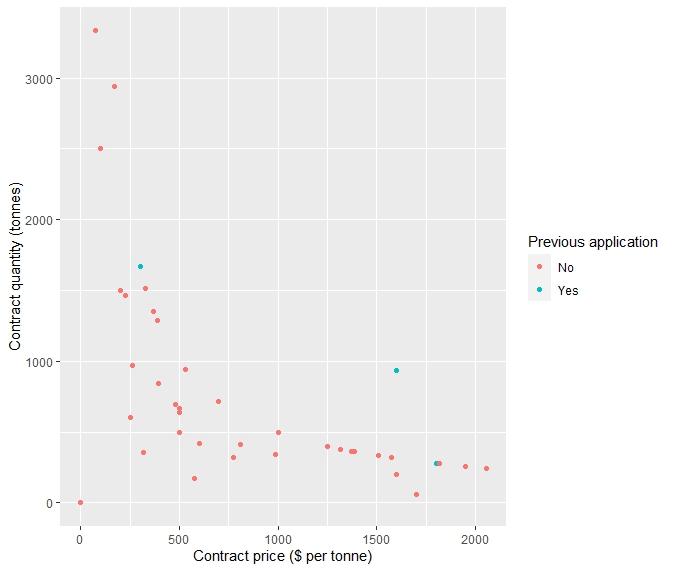 Contract quantity (tonnes)
3000
2000
1000
0
0 500 1000 1500 2000
Contract price ($ per tonne)
Previous application
No
Yes